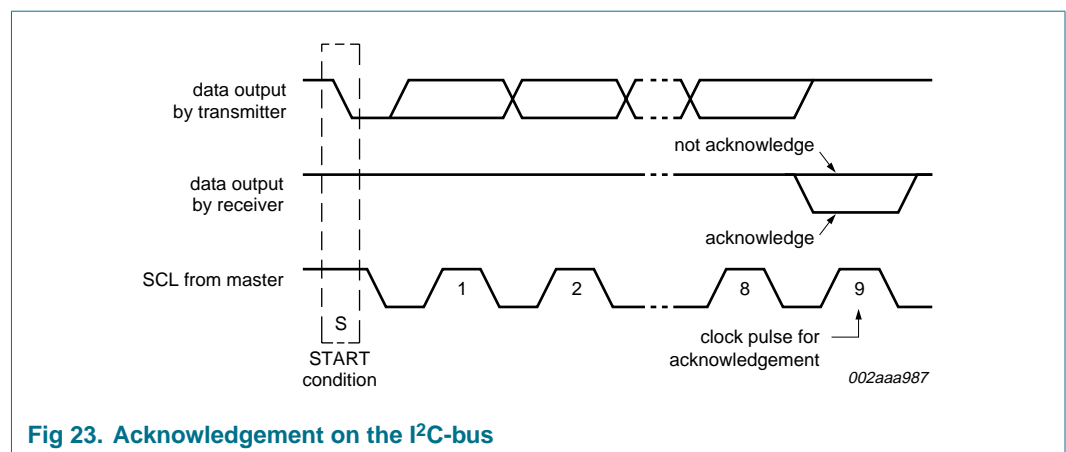 data output
by transmitter
not acknowledge
data output
by receiver
acknowledge
SCL from master
1
2
8
9
S
START
condition
clock pulse for
acknowledgement
002aaa987
Fig 23. Acknowledgement on the I²C-bus